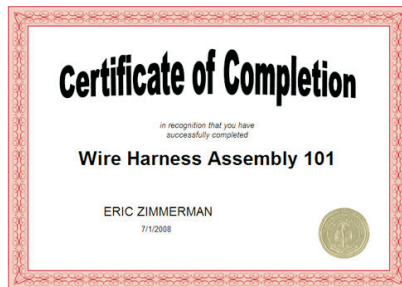 Certificate of Completion
in recognition that you have
successfully completed
Wire Harness Assembly 101
ERIC ZIMMERMAN
7/1/2008